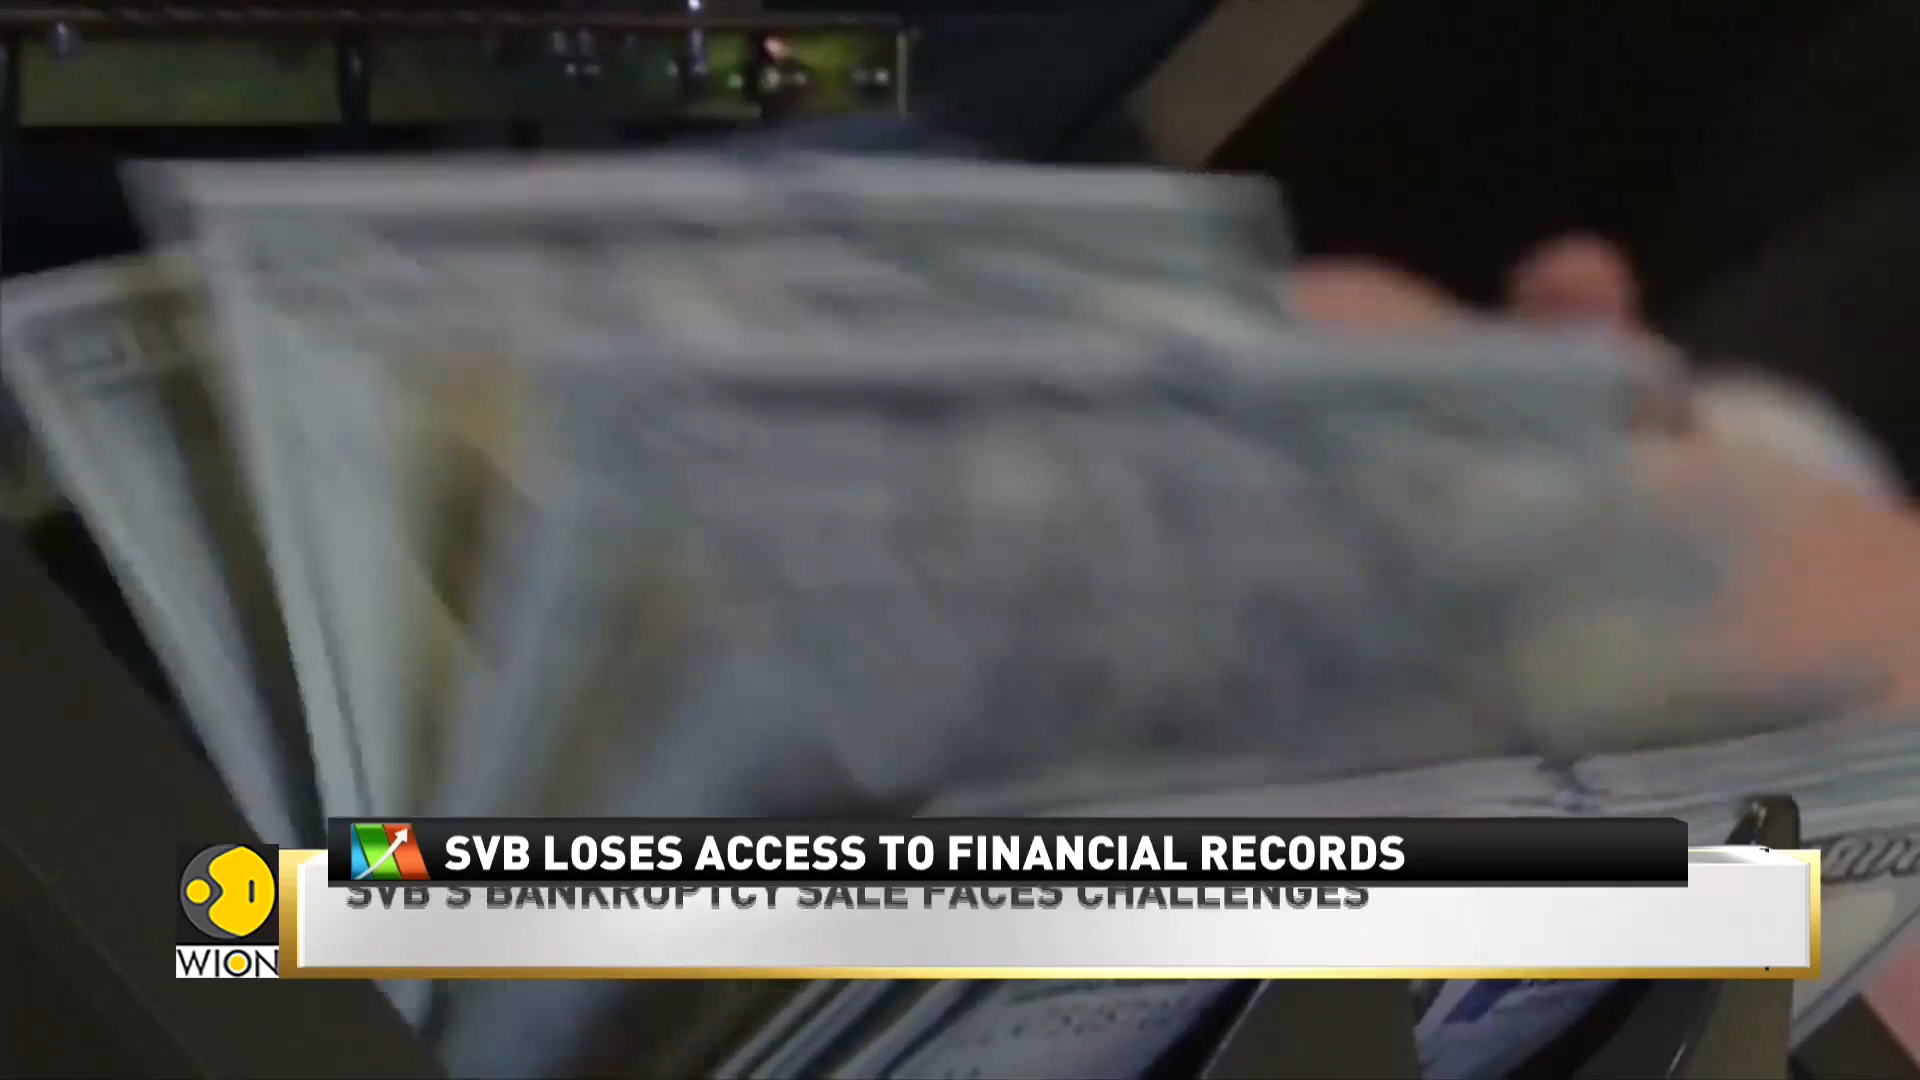 SVB LOSES ACCESS TO FINANCIAL RECORDS
SVB'S BANKRUPTCY SALE FACES CHALLENGES
WION